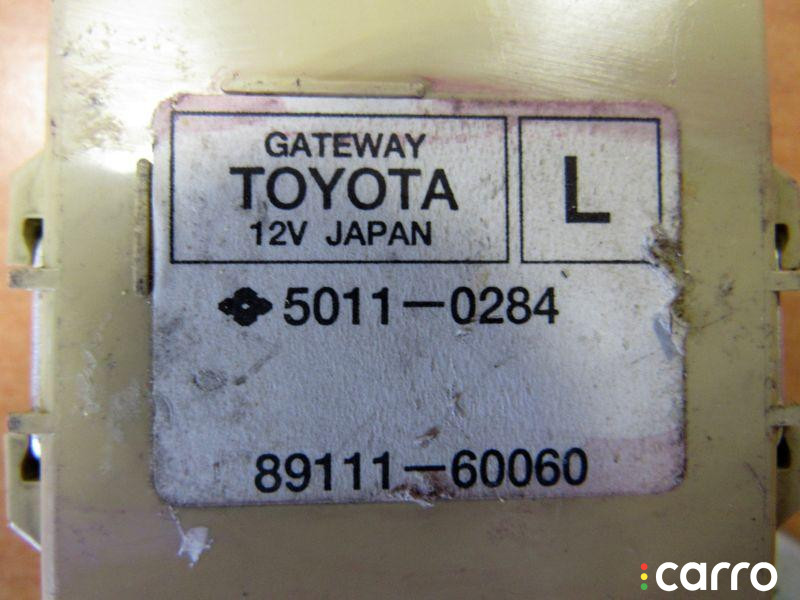 GATEWAY
TOYOTA
12V JAPAN
L
5011-0284
89111-60060
carro